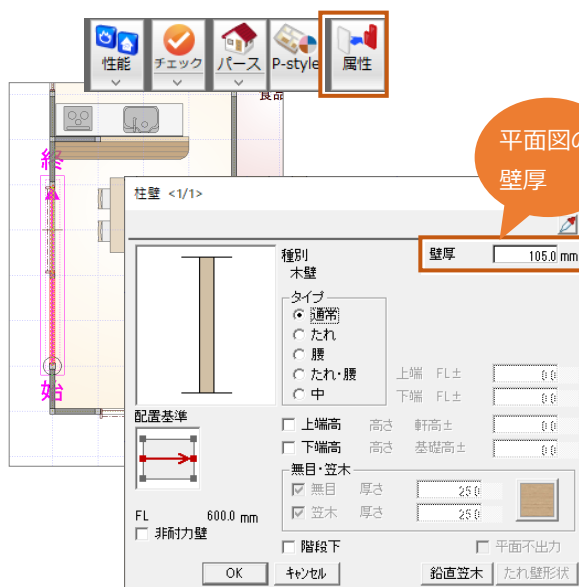 性能
チェック
パース
P-style
属性
食品
終
始
平面図の
壁厚
柱壁 <1/1>
種別
木壁
壁厚 105.0 mm
タイプ
通常
たれ
腰
たれ・腰
中
上端 FL± 0.0
下端 FL± 0.0
配置基準
上端高 高さ 軒高± 0.0
下端高 高さ 基礎高± 0.0
無目・笠木
無目 厚さ 25.0
笠木 厚さ 25.0
FL 600.0 mm
非耐力壁
階段下
平面不出力
OK
キャンセル
鉛直笠木
たれ壁形状